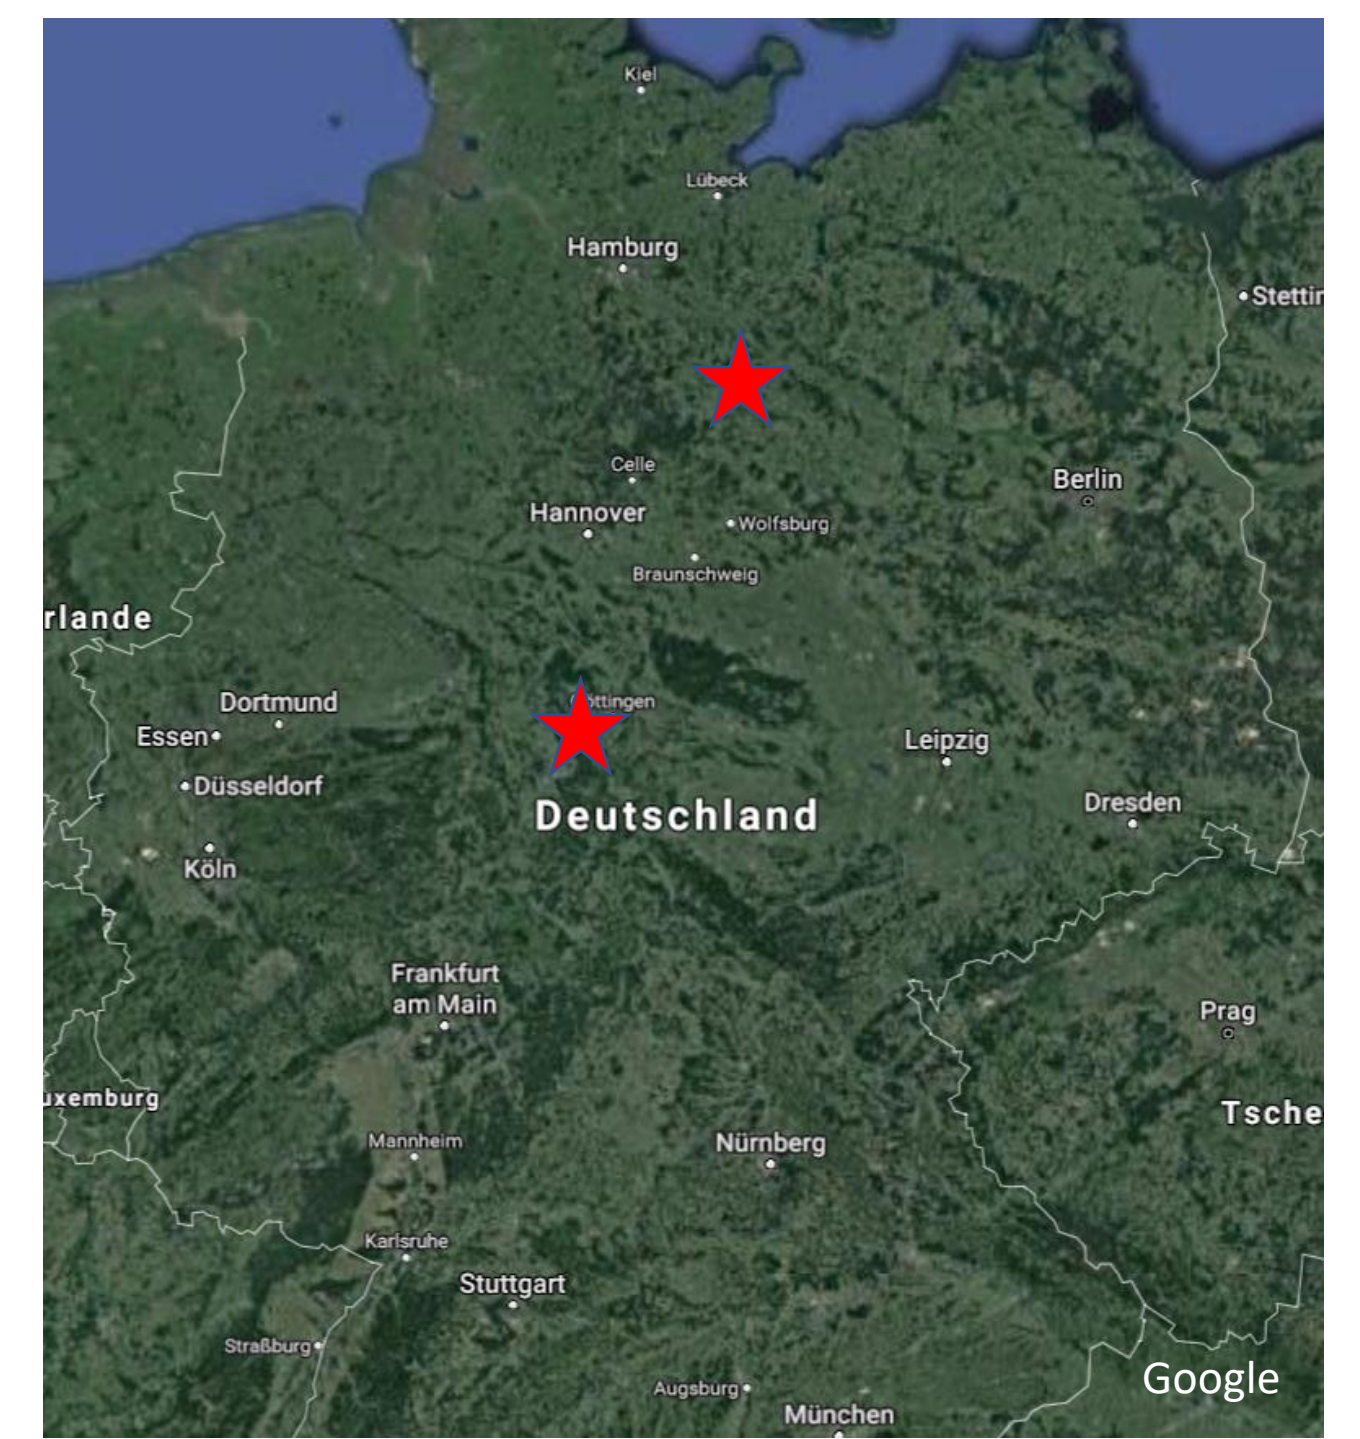 Kiel
Lübeck
Hamburg
Stettin
Celle
Berlin
Hannover
Wolfsburg
Braunschweig
rlande
Göttingen
Dortmund
Essen
Leipzig
Düsseldorf
Dresden
Deutschland
Köln
Frankfurt
am Main
Prag
uxemburg
Tsche
Mannheim
Nürnberg
Karlsruhe
Stuttgart
Straßburg
Google
Augsburg
München